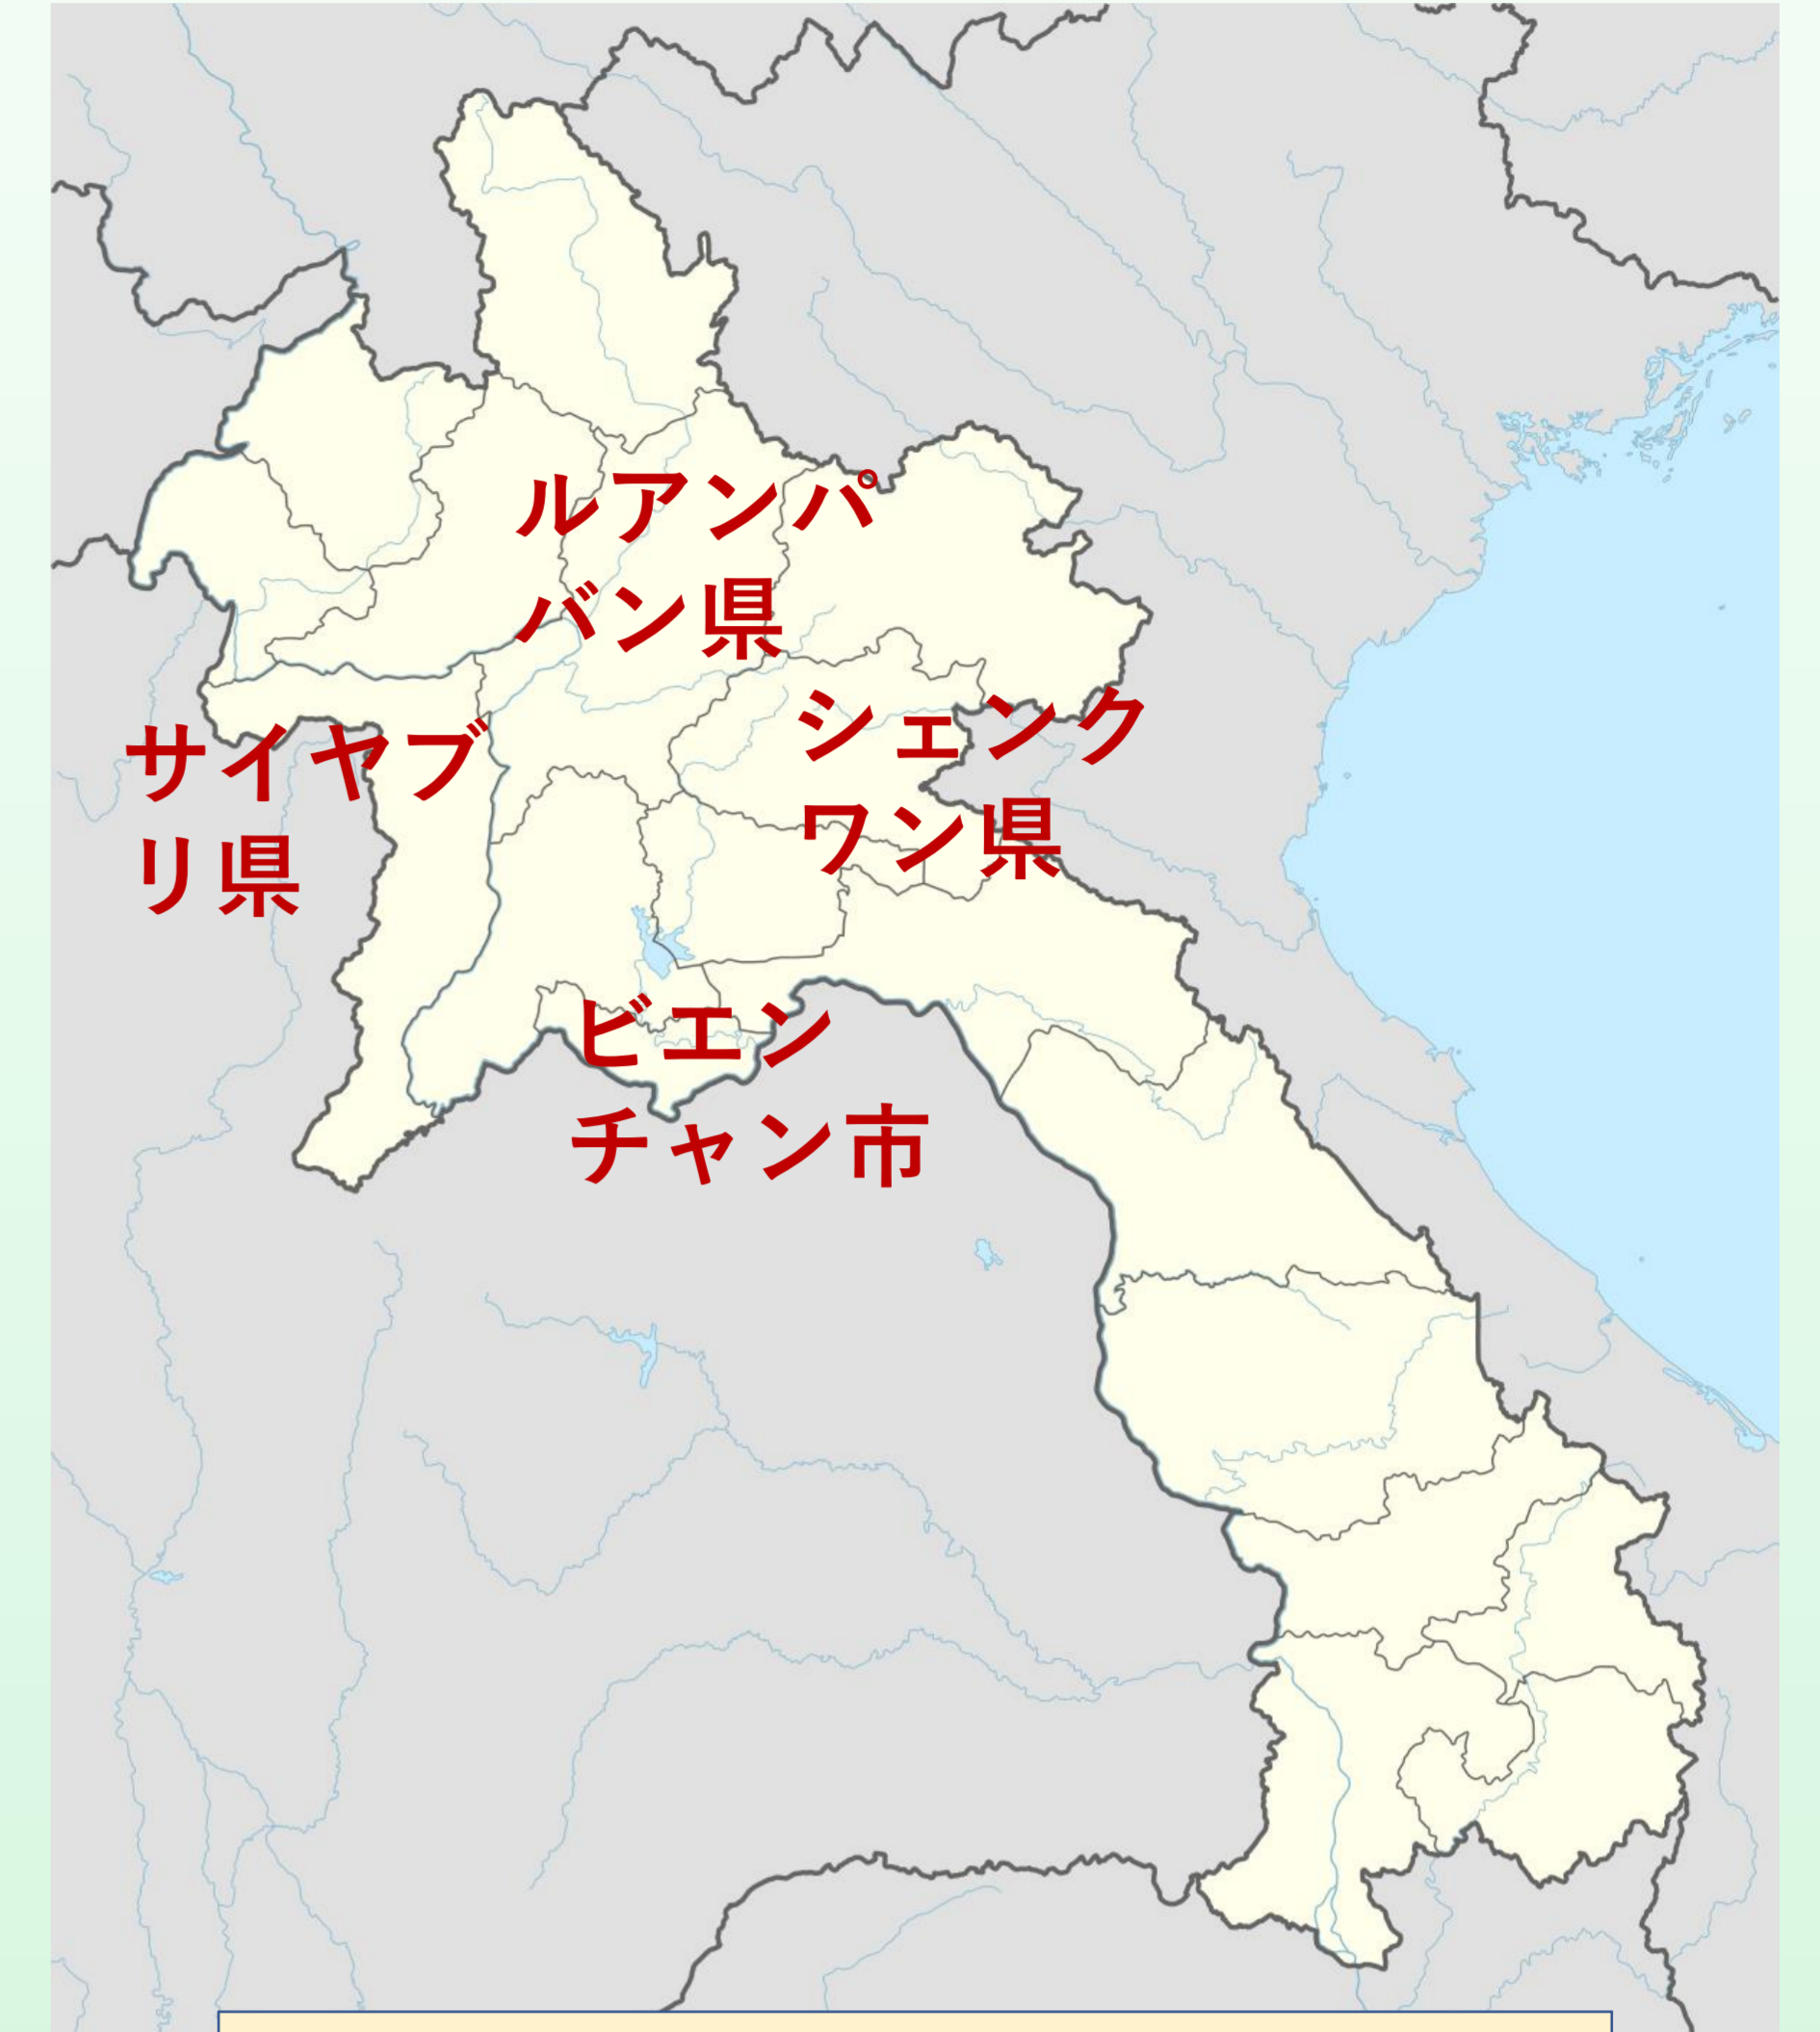 ルアンパ
バン県
シェンク
ワン県
サイヤブ
リ県
ビエン
チャン市